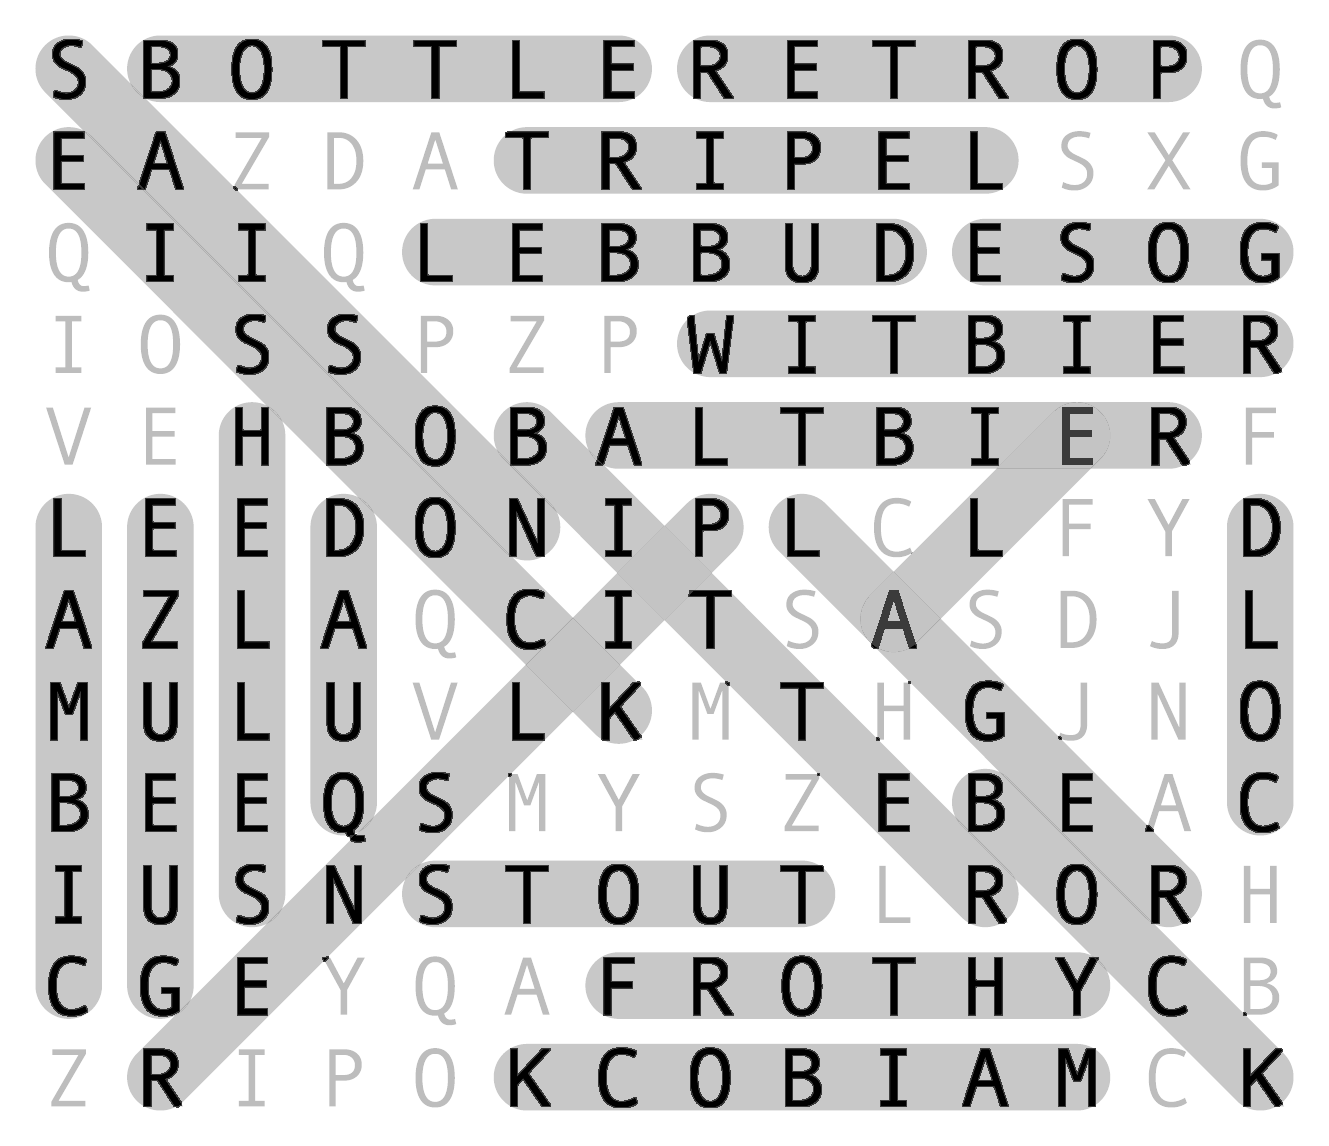 S B O T T L E R E T R O P Q
E A Z D A T R I P E L S X G
Q I I Q L E B B U D E S O G
I O S S P Z P W I T B I E R
V E H B O B A L T B I E R F
L E E D O N I P L C L F Y D
A Z L A Q C I T S A S D J L
M U L U V L K M T H G J N O
B E E Q S M Y S Z E B E A C
I U S N S T O U T L R O R H
C G E Y Q A F R O T H Y C B
Z R I P O K C O B I A M C K